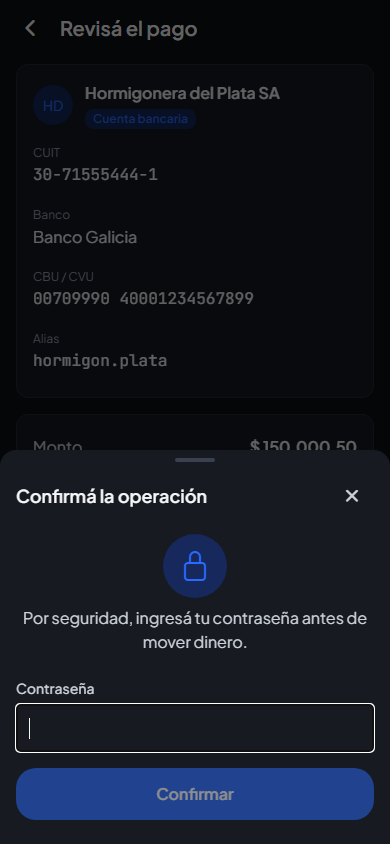 Revisá el pago
Hormigonera del Plata SA
HD
Cuenta bancaria
CUIT
30-71555444-1
Banco
Banco Galicia
CBU / CVU
00709990 40001234567899
Alias
hormigon.plata
Monto $150.000,50
Confirmá la operación
Por seguridad, ingresá tu contraseña antes de
mover dinero.
Contraseña
Confirmar